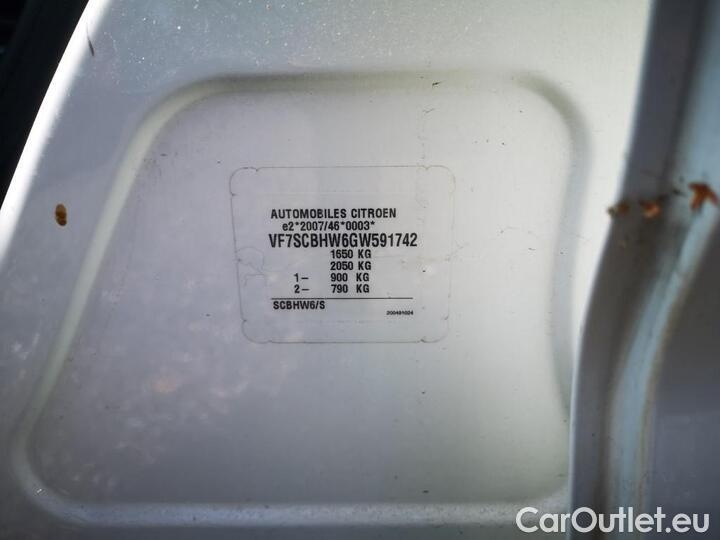 AUTOMOBILES CITROEN
e2*2007/46*0003*
VF7SCBHW6GW591742
1650 KG
2050 KG
1- 900 KG
2- 790 KG
SCBHW6/S 200491024
CarOutlet.eu